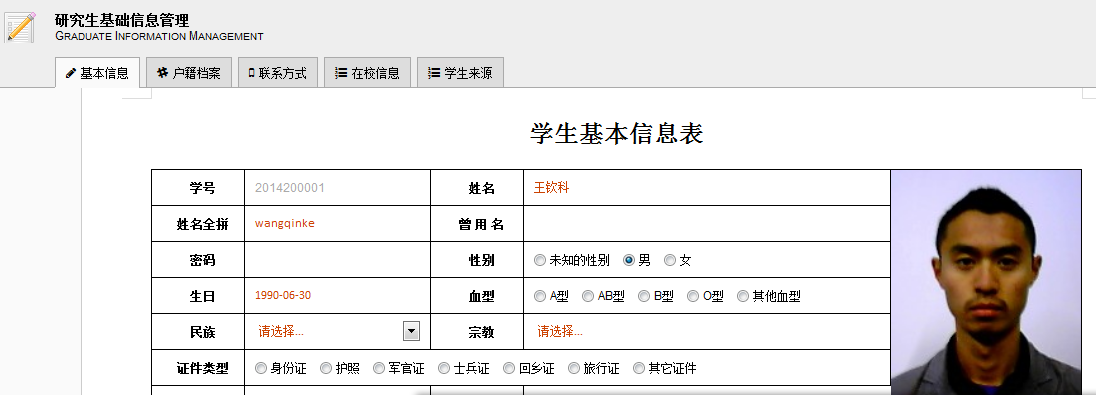 研究生基础信息管理
GRADUATE INFORMATION MANAGEMENT
基本信息 户籍档案 联系方式 在校信息 学生来源
学生基本信息表
学号 2014200001 姓名 王钦科
姓名全拼 wangqinke 曾用名
密码 性别 未知的性别 男 女
生日 1990-06-30 血型 A型 AB型 B型 O型 其他血型
民族 请选择... 宗教 请选择...
证件类型 身份证 护照 军官证 士兵证 回乡证 旅行证 其它证件